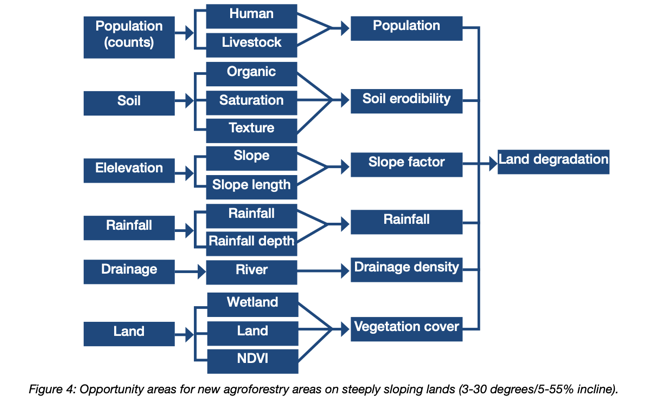 Population
(counts)
Human
Livestock
Population
Soil
Organic
Saturation
Texture
Soil erodibility
Elelevation
Slope
Slope length
Slope factor
Land degradation
Rainfall
Rainfall
Rainfall depth
Rainfall
Drainage
River
Drainage density
Land
Wetland
Land
NDVI
Vegetation cover
Figure 4: Opportunity areas for new agroforestry areas on steeply sloping lands (3-30 degrees/5-55% incline).